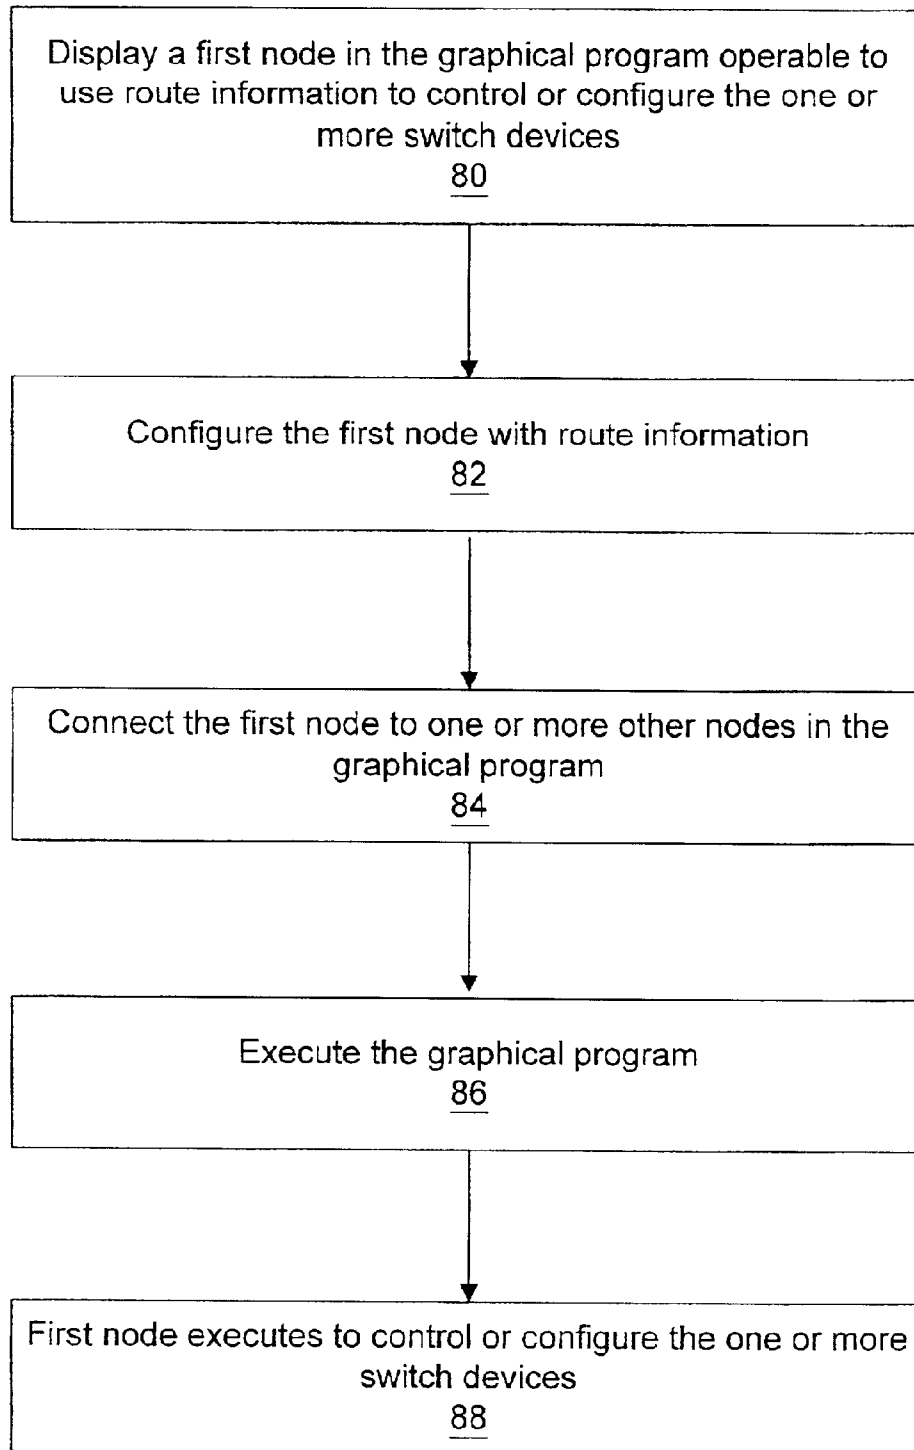 Display a first node in the graphical program operable to
use route information to control or configure the one or
more switch devices
80
Configure the first node with route information
82
Connect the first node to one or more other nodes in the
graphical program
84
Execute the graphical program
86
First node executes to control or configure the one or more
switch devices
88